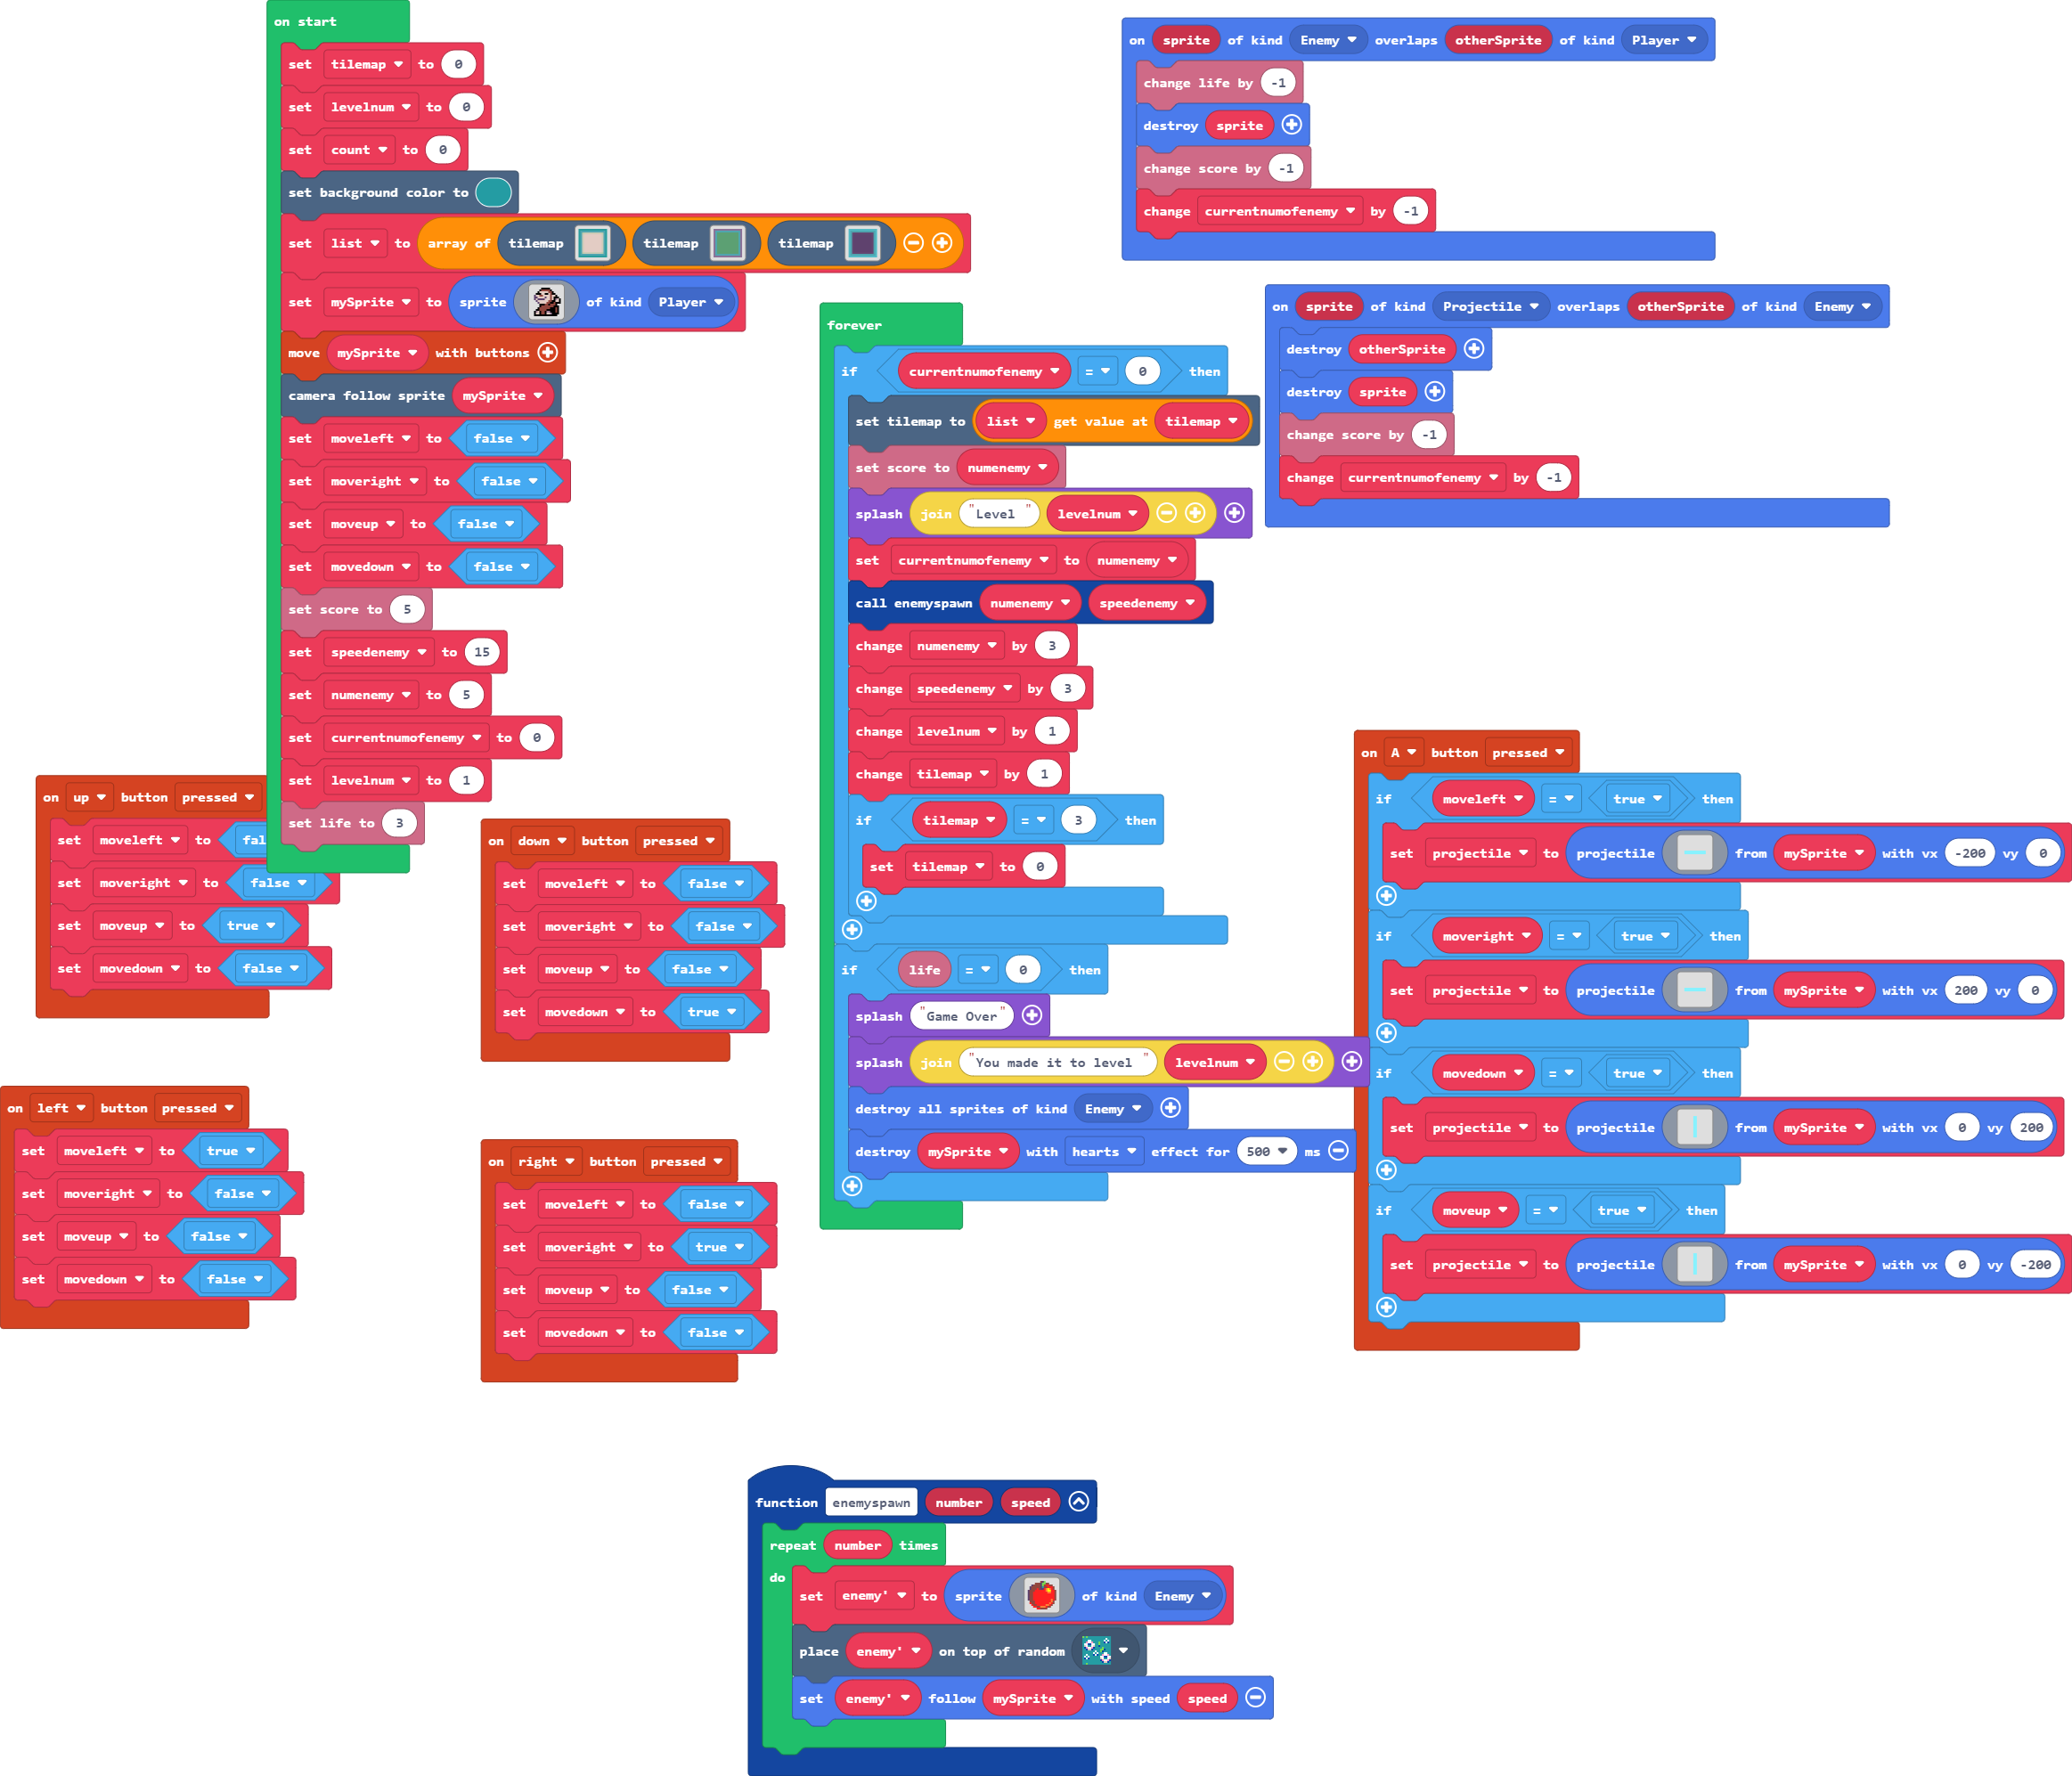 on start
set tilemap to 0
set levelnum to 0
set count to 0
set background color to
set list to array of tilemap tilemap tilemap
set mySprite to sprite of kind Player
move mySprite with buttons
camera follow sprite mySprite
set moveleft to false
set moveright to false
set moveup to false
set movedown to false
set score to 5
set speedenemy to 15
set numenemy to 5
set currentnumofenemy to 0
set levelnum to 1
set life to 3
on sprite of kind Enemy overlaps otherSprite of kind Player
change life by -1
destroy sprite
change score by -1
change currentnumofenemy by -1
on sprite of kind Projectile overlaps otherSprite of kind Enemy
destroy otherSprite
destroy sprite
change score by -1
change currentnumofenemy by -1
forever
if currentnumofenemy = 0 then
set tilemap to list get value at tilemap
set score to numenemy
splash join "Level " levelnum
set currentnumofenemy to numenemy
call enemyspawn numenemy speedenemy
change numenemy by 3
change speedenemy by 3
change levelnum by 1
change tilemap by 1
if tilemap = 3 then
set tilemap to 0
if life = 0 then
splash "Game Over"
splash join "You made it to level " levelnum
destroy all sprites of kind Enemy
destroy mySprite with hearts effect for 500 ms
on A button pressed
if moveleft = true then
set projectile to projectile from mySprite with vx -200 vy 0
if moveright = true then
set projectile to projectile from mySprite with vx 200 vy 0
if movedown = true then
set projectile to projectile from mySprite with vx 0 vy 200
if moveup = true then
set projectile to projectile from mySprite with vx 0 vy -200
on up button pressed
set moveleft to fal
set moveright to false
set moveup to true
set movedown to false
on down button pressed
set moveleft to false
set moveright to false
set moveup to false
set movedown to true
on left button pressed
set moveleft to true
set moveright to false
set moveup to false
set movedown to false
on right button pressed
set moveleft to false
set moveright to true
set moveup to false
set movedown to false
function enemyspawn number speed
repeat number times
do
set enemy' to sprite of kind Enemy
place enemy' on top of random
set enemy' follow mySprite with speed speed